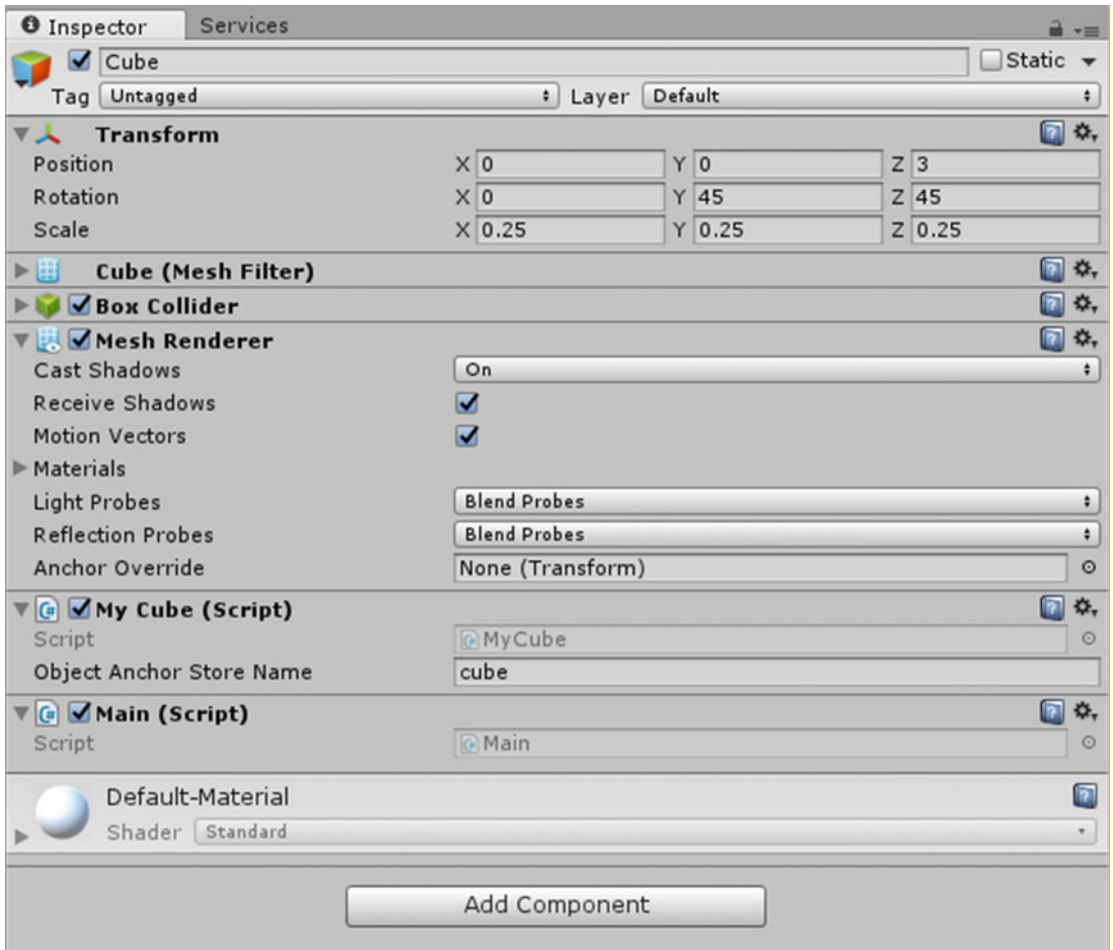 Inspector Services
Cube Static
Tag Untagged Layer Default
Transform
Position X 0 Y 0 Z 3
Rotation X 0 Y 45 Z 45
Scale X 0.25 Y 0.25 Z 0.25
Cube (Mesh Filter)
Box Collider
Mesh Renderer
Cast Shadows On
Receive Shadows
Motion Vectors
Materials
Light Probes Blend Probes
Reflection Probes Blend Probes
Anchor Override None (Transform)
My Cube (Script)
Script MyCube
Object Anchor Store Name cube
Main (Script)
Script Main
Default-Material
Shader Standard
Add Component